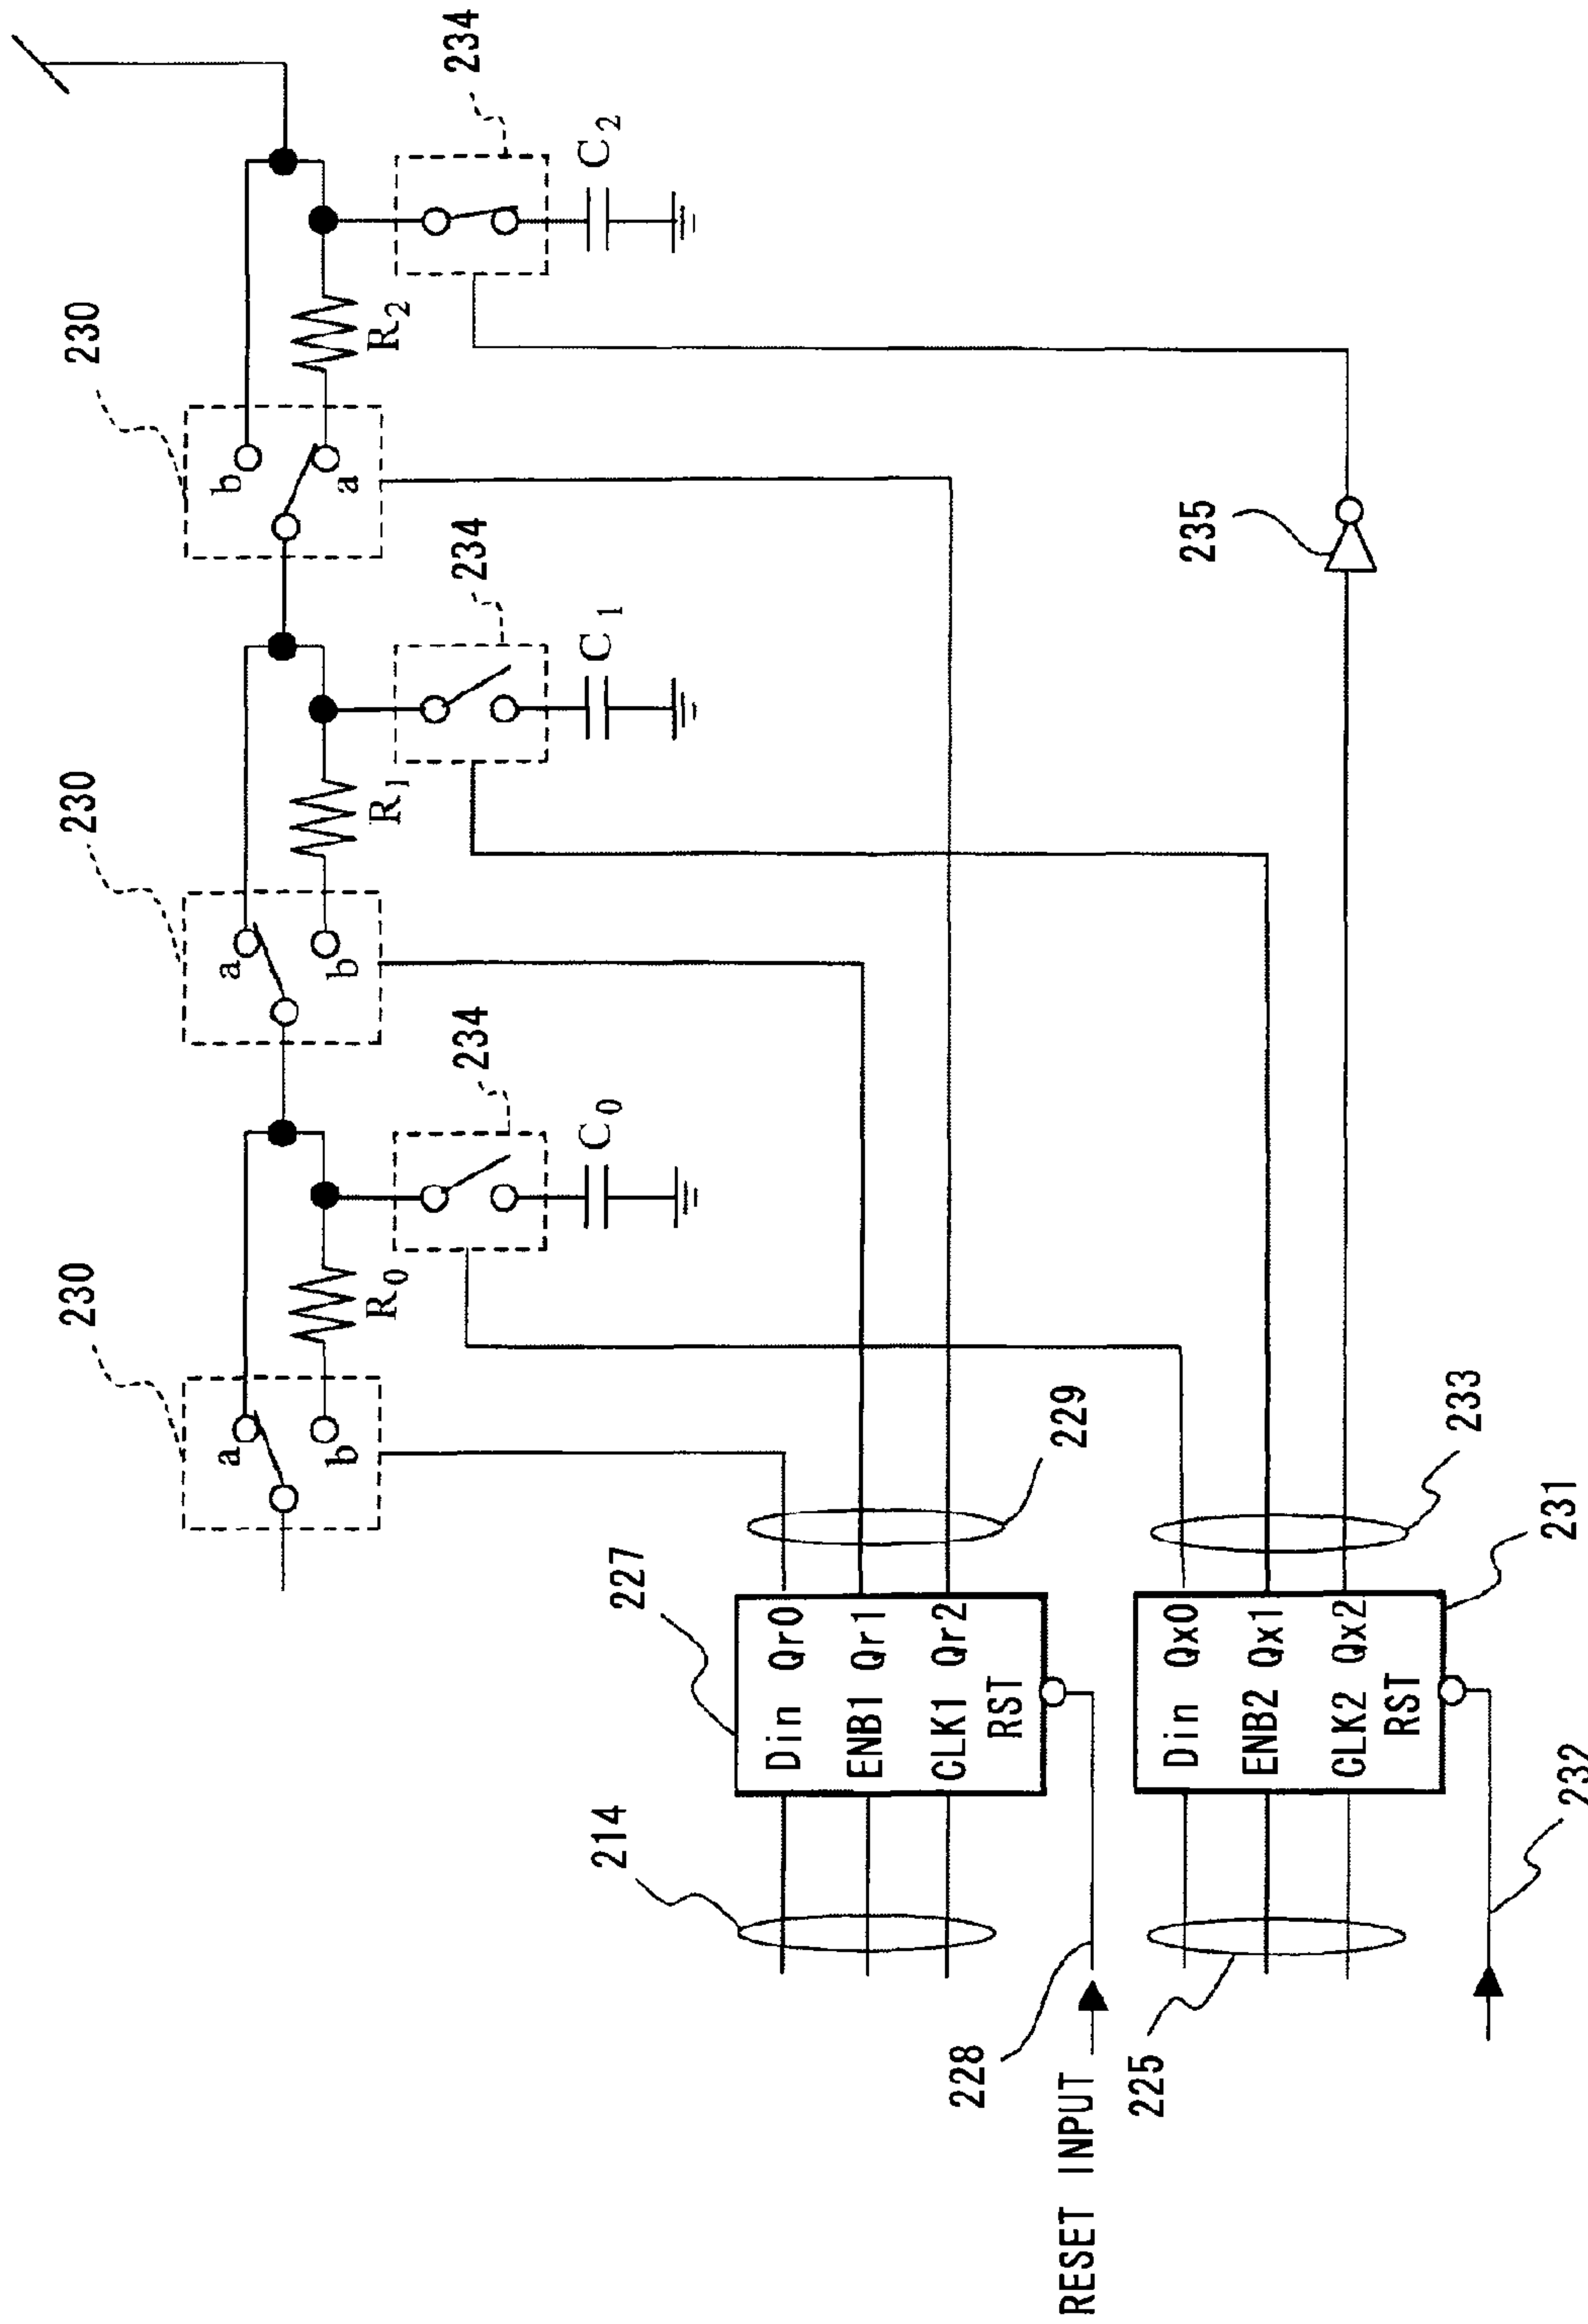 230
230
230
a
b
a
b
b
a
R0
R1
R2
234
234
234
C0
C1
C2
227
229
214
Din Qr0
ENB1 Qr1
CLK1 Qr2
RST
228
RESET INPUT
235
233
231
225
Din Qx0
ENB2 Qx1
CLK2 Qx2
RST
232